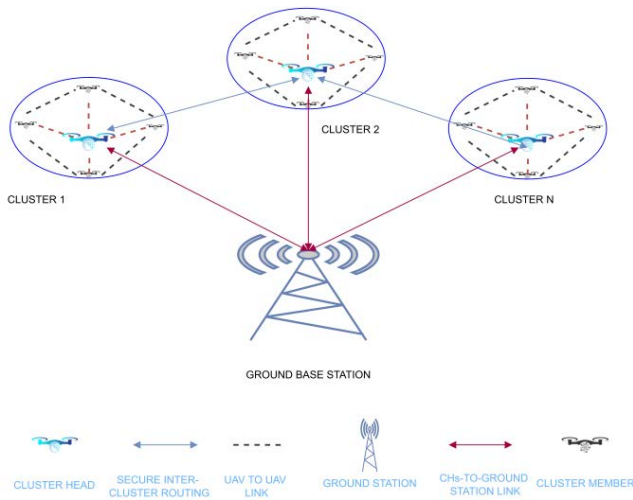 CLUSTER 2
CLUSTER 1
CLUSTER N
GROUND BASE STATION
CLUSTER HEAD
SECURE INTER-
CLUSTER ROUTING
UAV TO UAV
LINK
GROUND STATION
CHs-TO-GROUND
STATION LINK
CLUSTER MEMBER